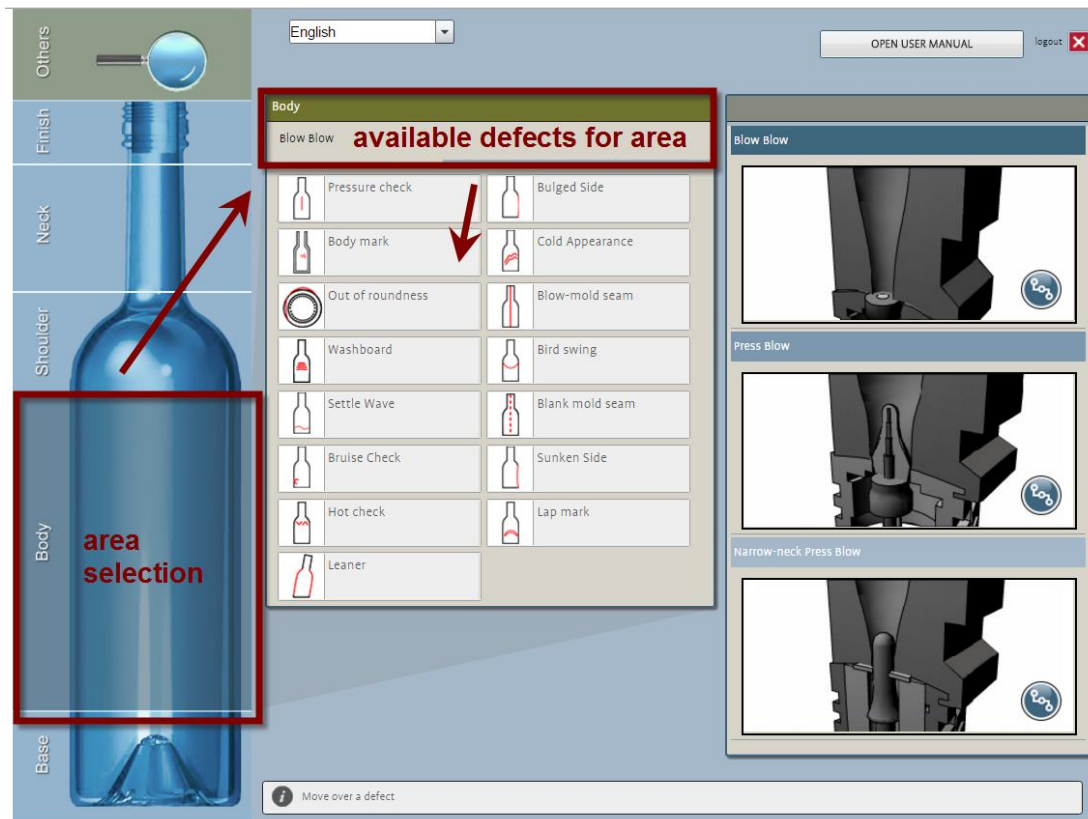 Others
Finish
Neck
Shoulder
Body
Base
area
selection
English
OPEN USER MANUAL
logout
Body
Blow Blow
available defects for area
Pressure check
Bulged Side
Body mark
Cold Appearance
Out of roundness
Blow-mold seam
Washboard
Bird swing
Settle Wave
Blank mold seam
Bruise Check
Sunken Side
Hot check
Lap mark
Leaner
Blow Blow
Press Blow
Narrow-neck Press Blow
Move over a defect